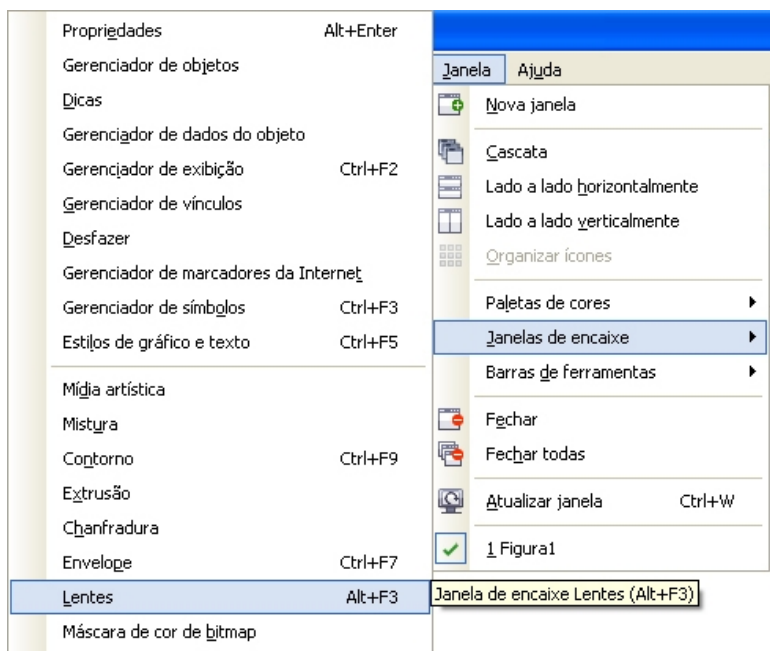 Propriedades Alt+Enter
Gerenciador de objetos
Dicas
Gerenciador de dados do objeto
Gerenciador de exibição Ctrl+F2
Gerenciador de vínculos
Desfazer
Gerenciador de marcadores da Internet
Gerenciador de símbolos Ctrl+F3
Estilos de gráfico e texto Ctrl+F5
Mídia artística
Mistura
Contorno Ctrl+F9
Extrusão
Chanfradura
Envelope Ctrl+F7
Lentes Alt+F3
Máscara de cor de bitmap
Janela Ajuda
Nova janela
Cascata
Lado a lado horizontalmente
Lado a lado verticalmente
Organizar ícones
Paletas de cores
Janelas de encaixe
Barras de ferramentas
Fechar
Fechar todas
Atualizar janela Ctrl+W
1 Figura1
Janela de encaixe Lentes (Alt+F3)